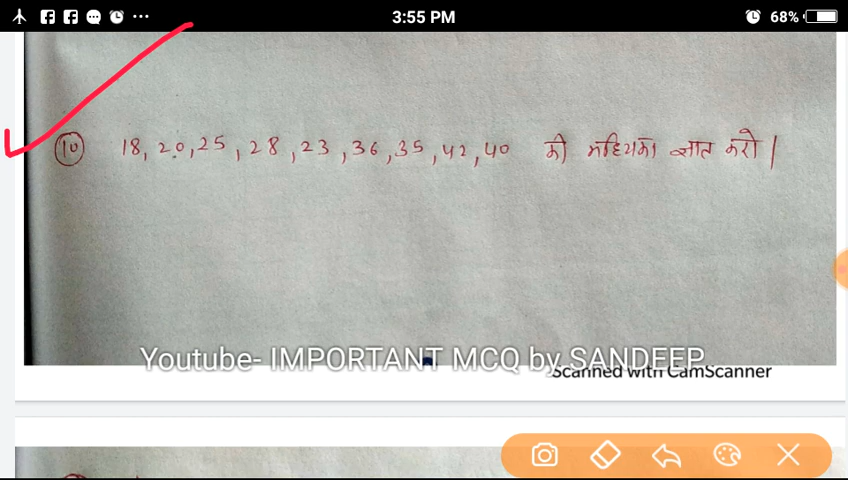 3:55 PM
68%
10 18, 20, 25, 28, 23, 36, 35, 42, 40 की मध्यिका ज्ञात करो |
Youtube- IMPORTANT MCQ by SANDEEP
Scanned with CamScanner